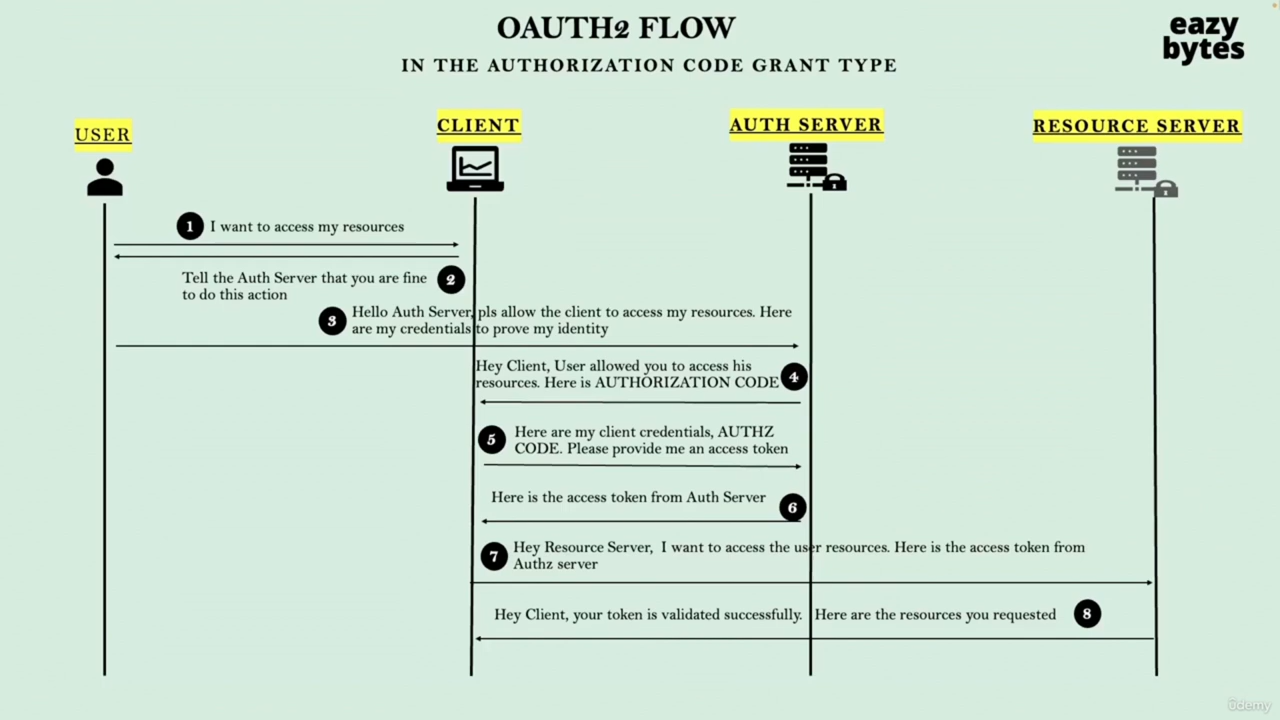 OAUTH2 FLOW
IN THE AUTHORIZATION CODE GRANT TYPE
eazy
bytes
USER
CLIENT
AUTH SERVER
RESOURCE SERVER
1 I want to access my resources
Tell the Auth Server that you are fine
to do this action
2
3
Hello Auth Server, pls allow the client to access my resources. Here
are my credentials to prove my identity
Hey Client, User allowed you to access his
resources. Here is AUTHORIZATION CODE
4
5
Here are my client credentials, AUTHZ
CODE. Please provide me an access token
Here is the access token from Auth Server
6
7
Hey Resource Server, I want to access the user resources. Here is the access token from
Authz server
Hey Client, your token is validated successfully. Here are the resources you requested 8
ûdemy